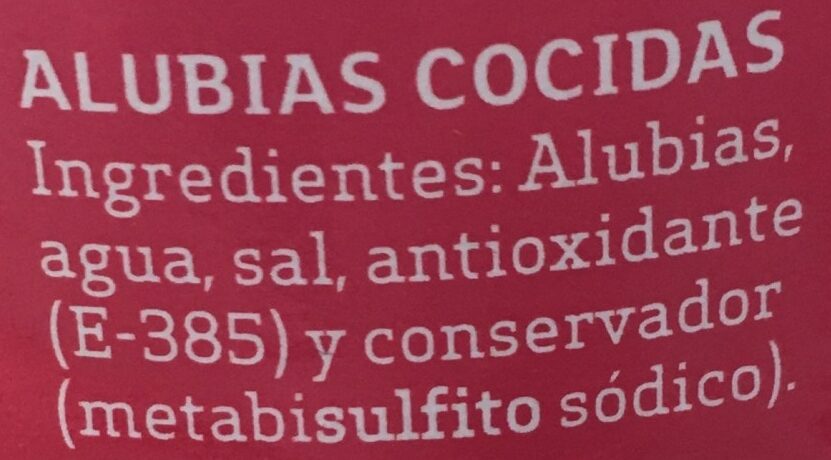 ALUBIAS COCIDAS
Ingredientes: Alubias,
agua, sal, antioxidante
(E-385) y conservador
(metabisulfito sódico).